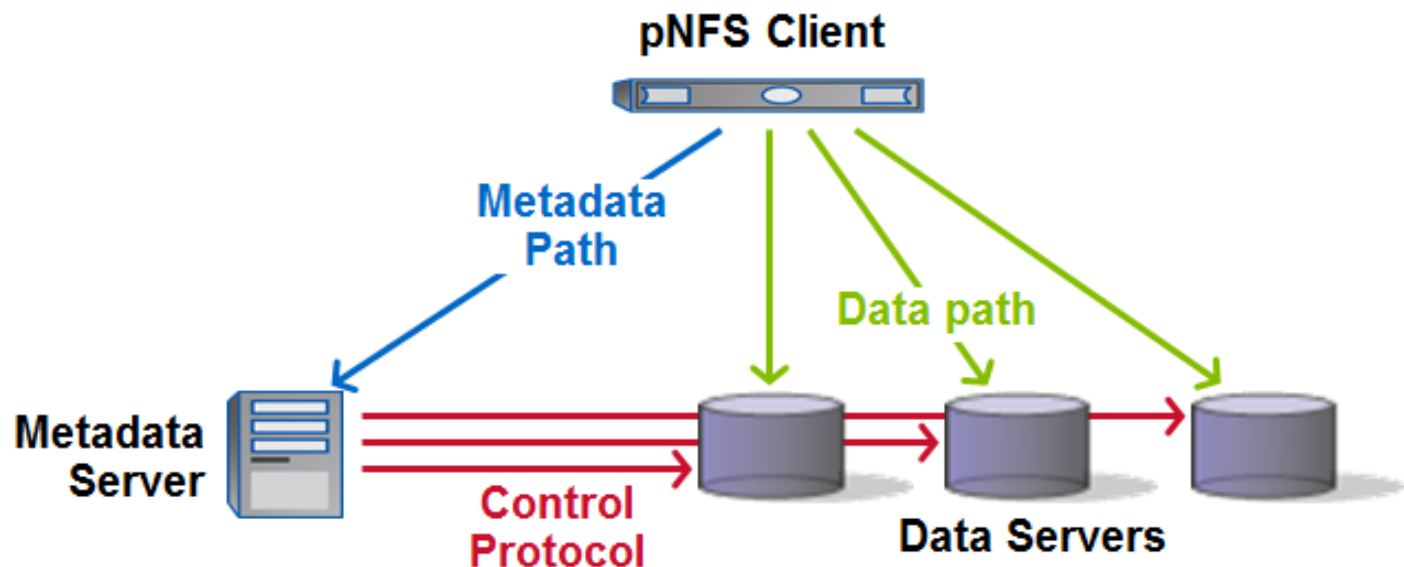 pNFS Client
Metadata
Path
Data path
Metadata
Server
Control
Protocol
Data Servers